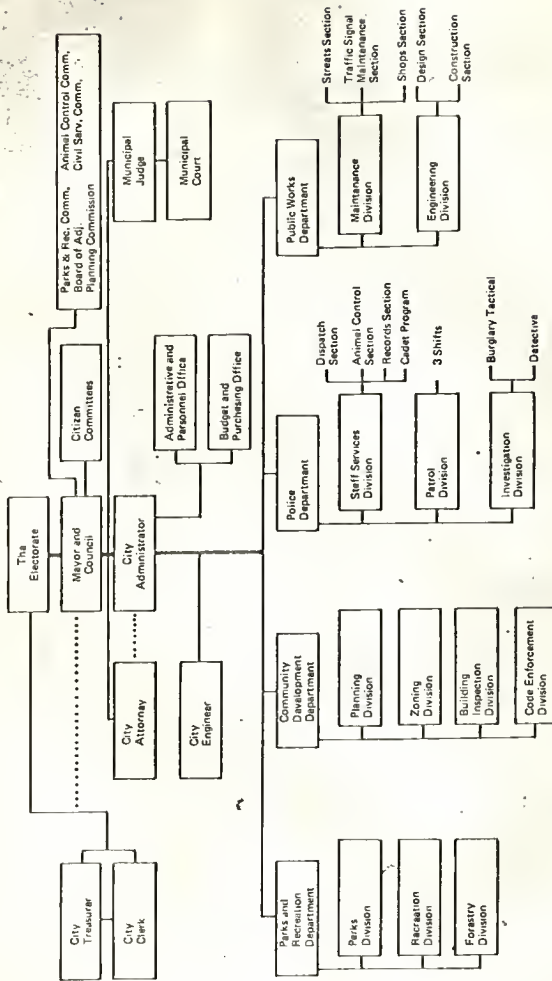 The
Electorate
Parks & Rec. Comm,
Board of Adj.
Planning Commission
Animal Control Comm,
Civil Serv, Comm,
City
Treasurer
City
Clerk
Mayor and
Council
Citizen
Committees
City
Attorney
City
Administrator
Municipal
Judge
Municipal
Court
City
Engineer
Administrative and
Personnel Office
Budget and
Purchasing Office
Parks and
Recreation
Department
Parks
Division
Recreation
Division
Forestry
Division
Community
Development
Department
Planning
Division
Zoning
Division
Building
Inspection
Division
Code Enforcement
Division
Police
Department
Staff Services
Division
Dispatch
Section
Animal Control
Section
Records Section
Cadet Program
Patrol
Division
3 Shifts
Investigation
Division
Burglary Tactical
Detective
Public Works
Department
Maintenance
Division
Streets Section
Traffic Signal
Maintenance
Section
Shops Section
Engineering
Division
Design Section
Construction
Section